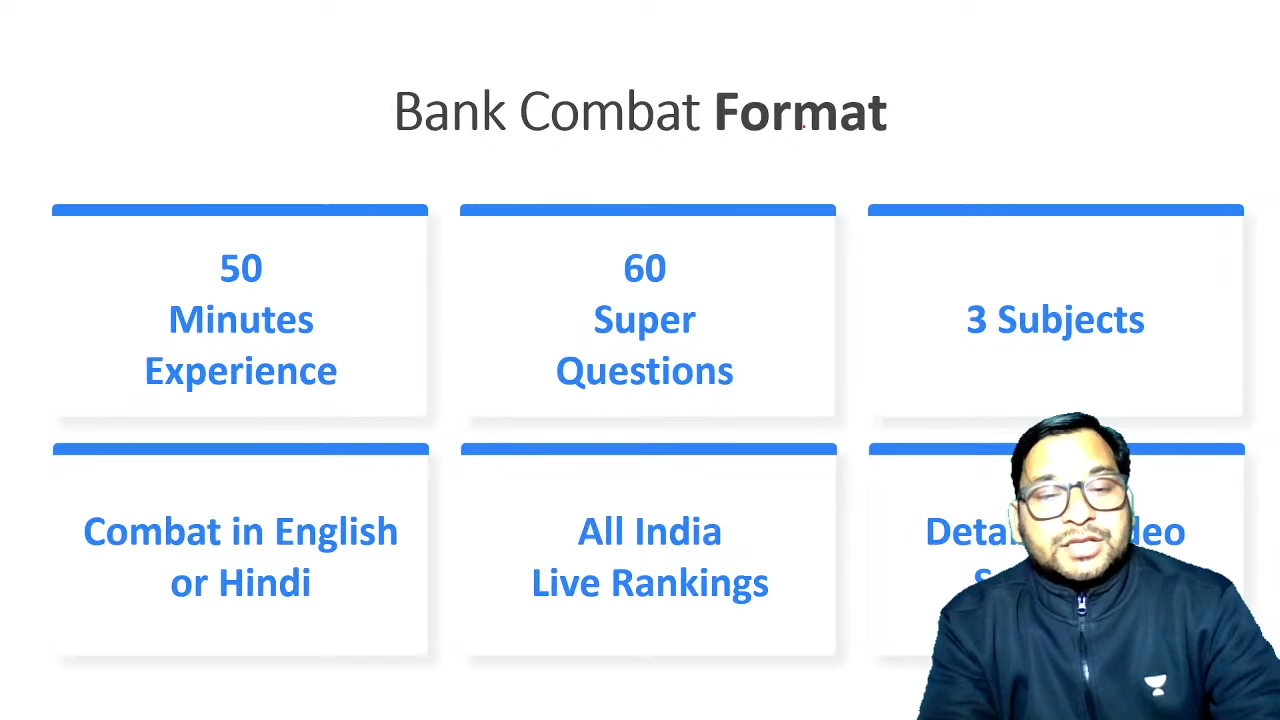 Bank Combat Format
50
Minutes
Experience
60
Super
Questions
3 Subjects
Combat in English
or Hindi
All India
Live Rankings